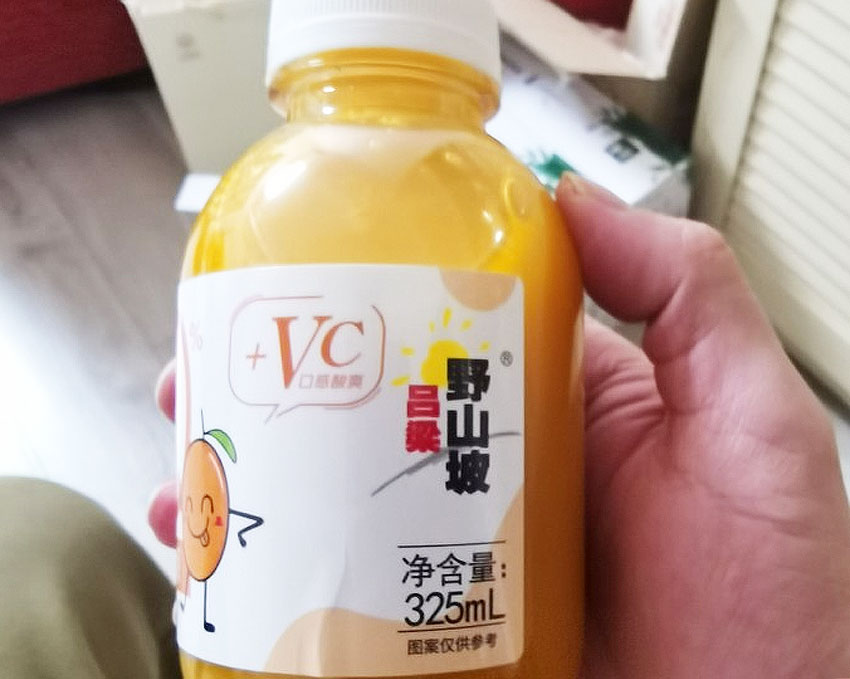 %
+VC
口感酸爽
野山坡®
吕梁
净含量:
325mL
图案仅供参考